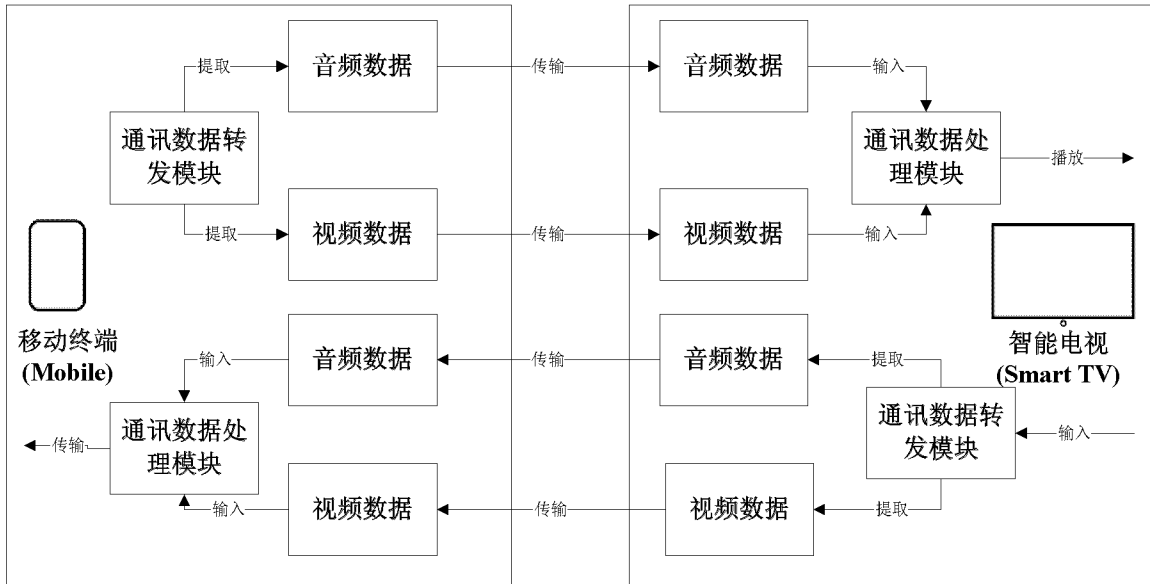 音频数据
音频数据
提取
传输
输入
通讯数据转
发模块
通讯数据处
理模块
播放
提取
视频数据
传输
视频数据
输入
移动终端
(Mobile)
智能电视
(Smart TV)
音频数据
传输
音频数据
提取
输入
通讯数据处
理模块
传输
通讯数据转
发模块
输入
输入
视频数据
传输
视频数据
提取